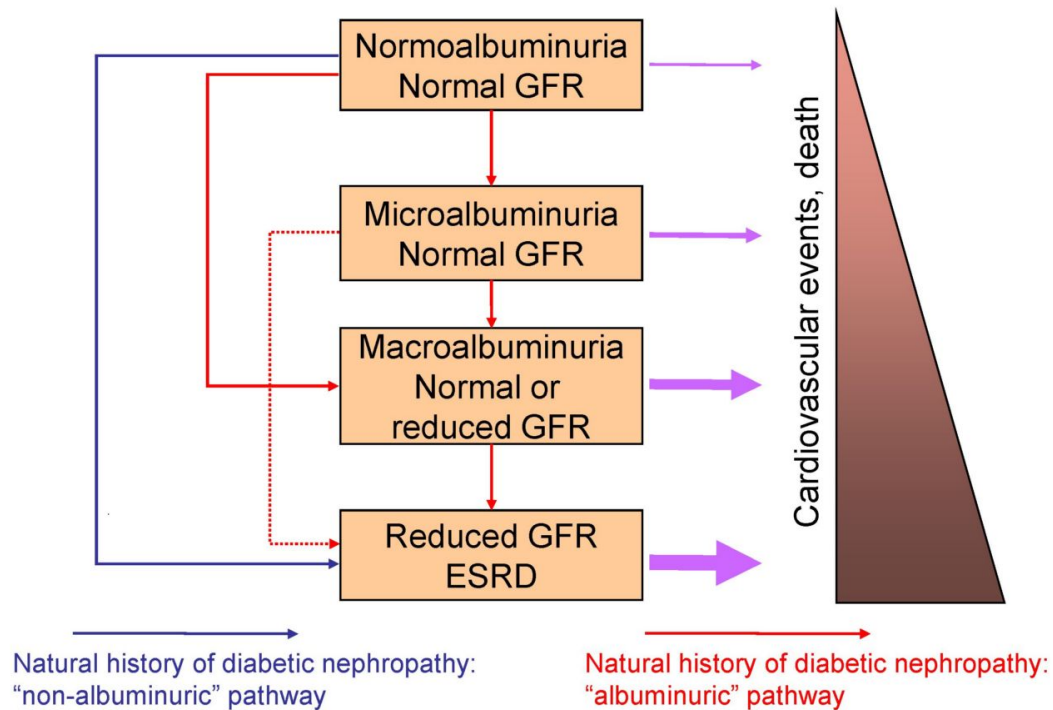 Normoalbuminuria
Normal GFR
Microalbuminuria
Normal GFR
Macroalbuminuria
Normal or
reduced GFR
Reduced GFR
ESRD
Cardiovascular events, death
Natural history of diabetic nephropathy:
“non-albuminuric” pathway
Natural history of diabetic nephropathy:
“albuminuric” pathway